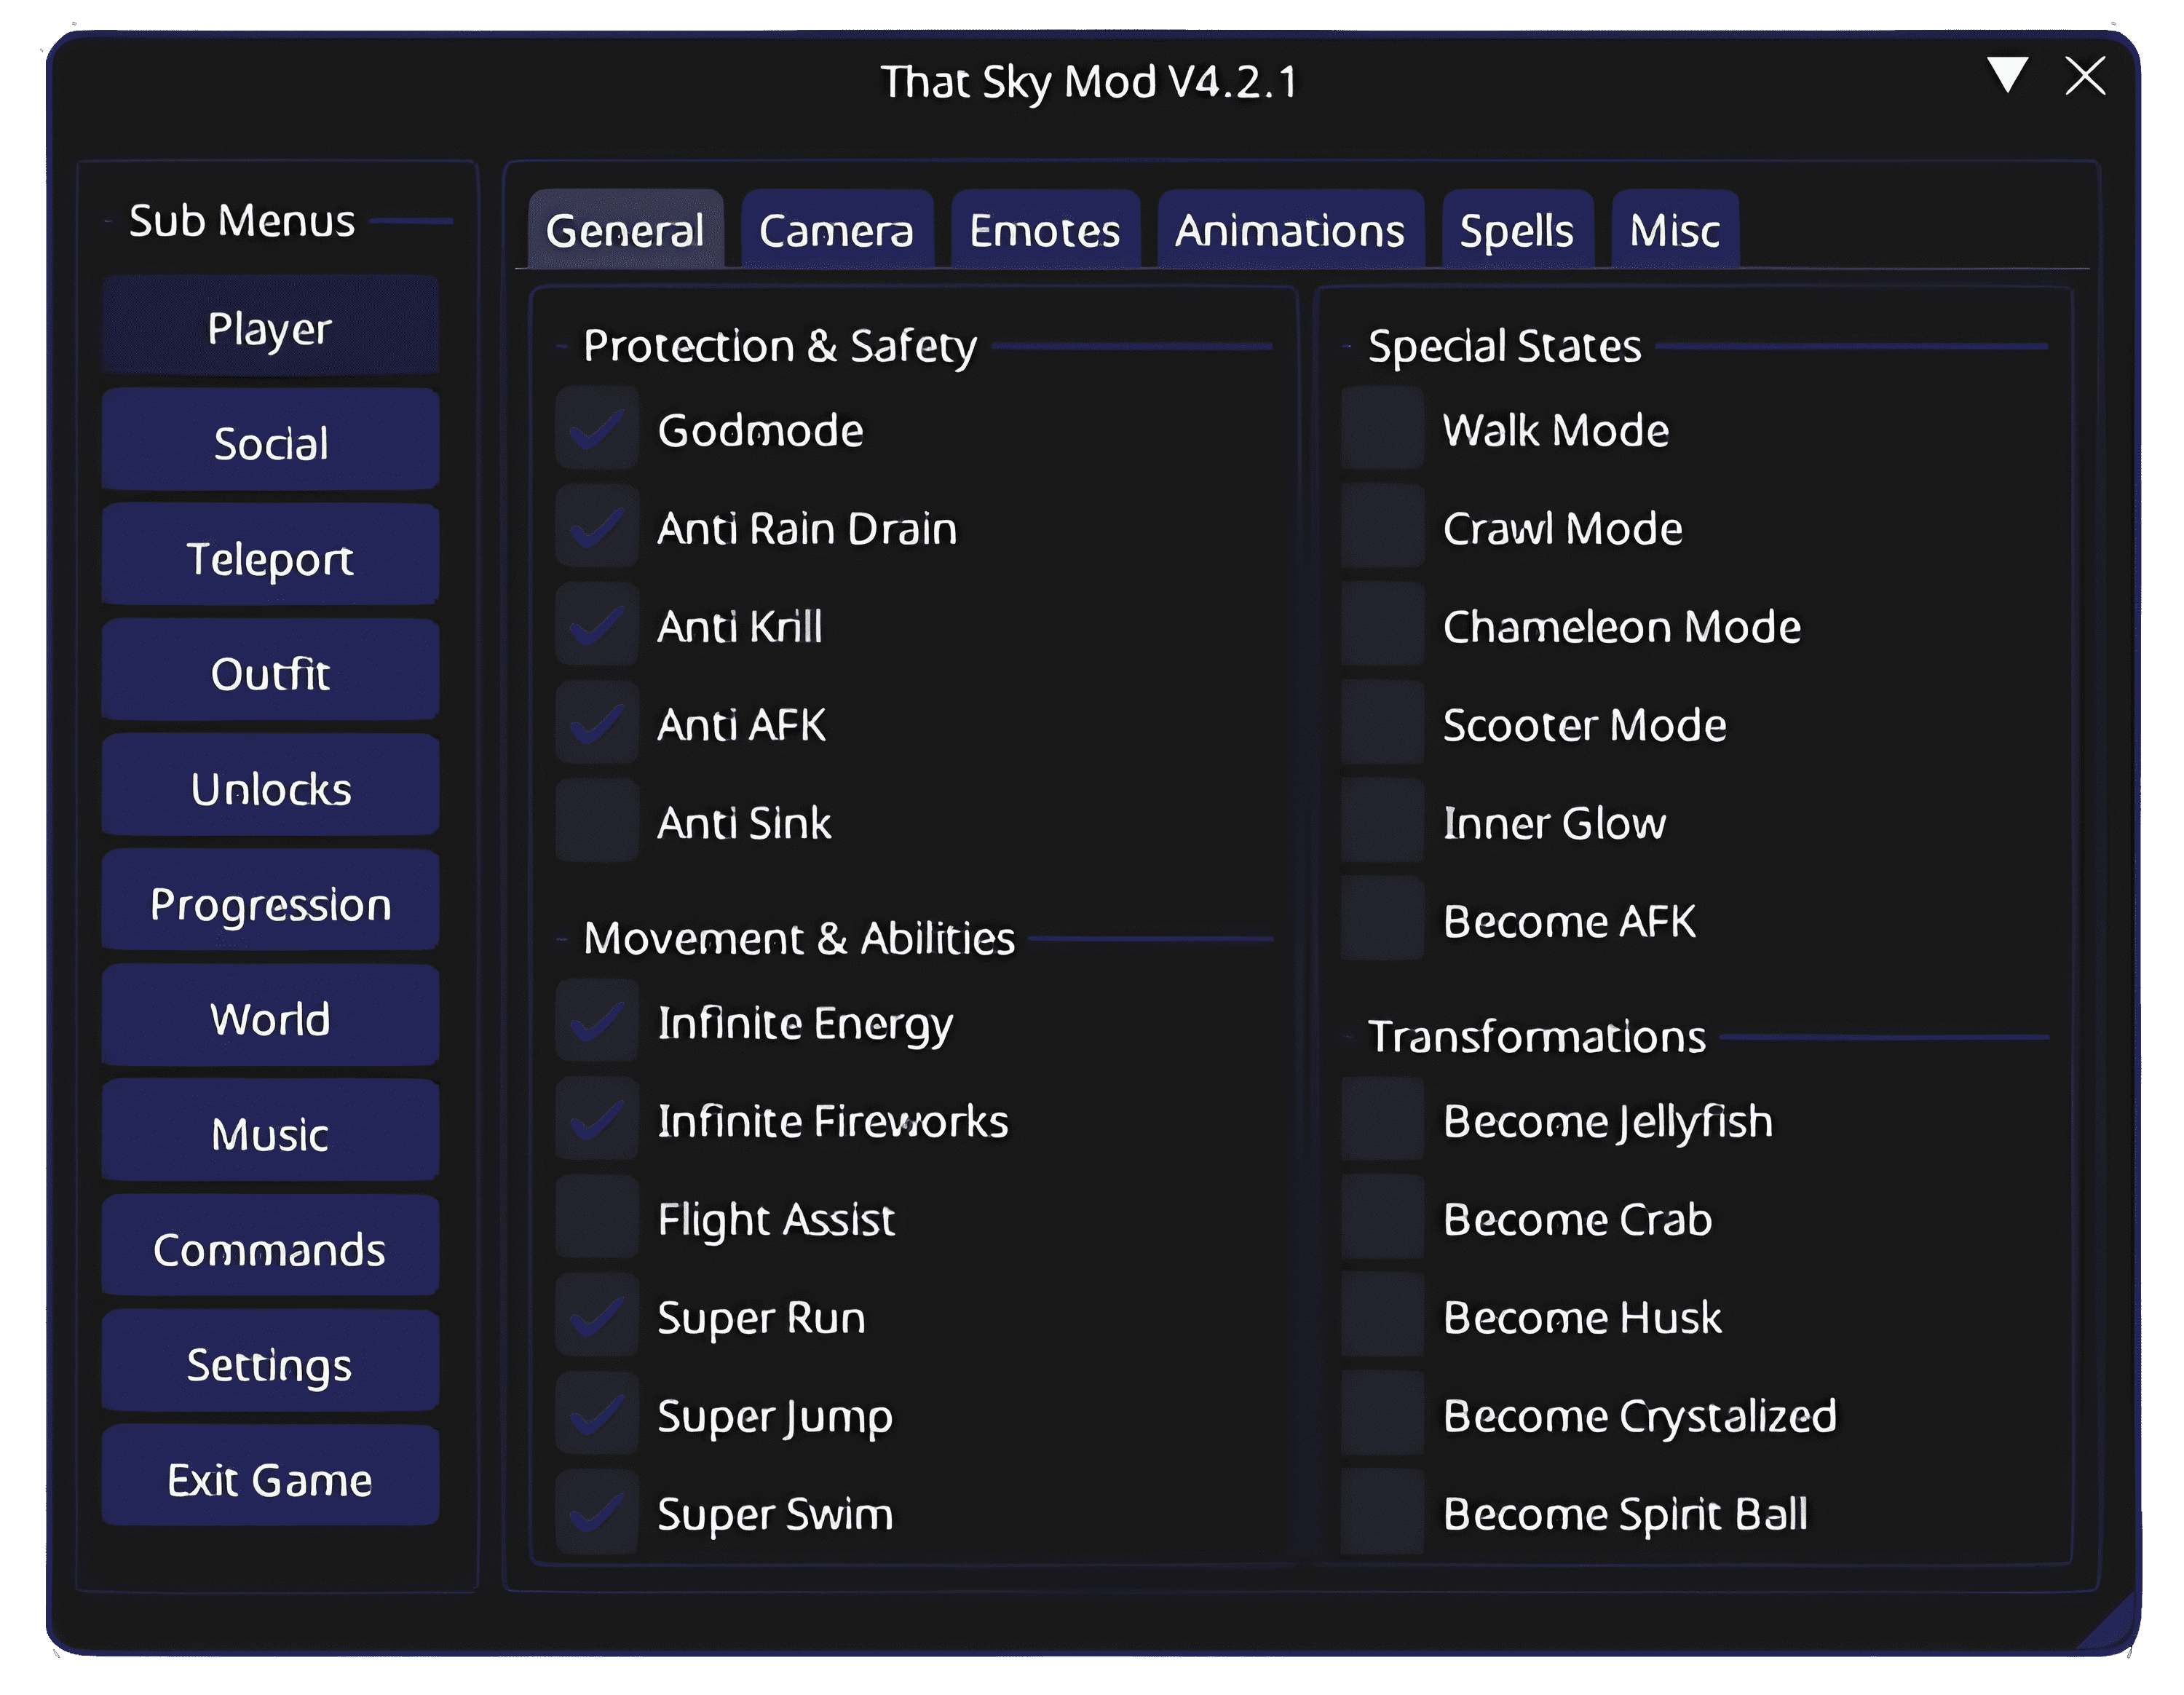 That Sky Mod V4.2.1
Sub Menus
Player
Social
Teleport
Outfit
Unlocks
Progression
World
Music
Commands
Settings
Exit Game
General Camera Emotes Animations Spells Misc
Protection & Safety
Godmode
Anti Rain Drain
Anti Krill
Anti AFK
Anti Sink
Movement & Abilities
Infinite Energy
Infinite Fireworks
Flight Assist
Super Run
Super Jump
Super Swim
Special States
Walk Mode
Crawl Mode
Chameleon Mode
Scooter Mode
Inner Glow
Become AFK
Transformations
Become Jellyfish
Become Crab
Become Husk
Become Crystalized
Become Spirit Ball